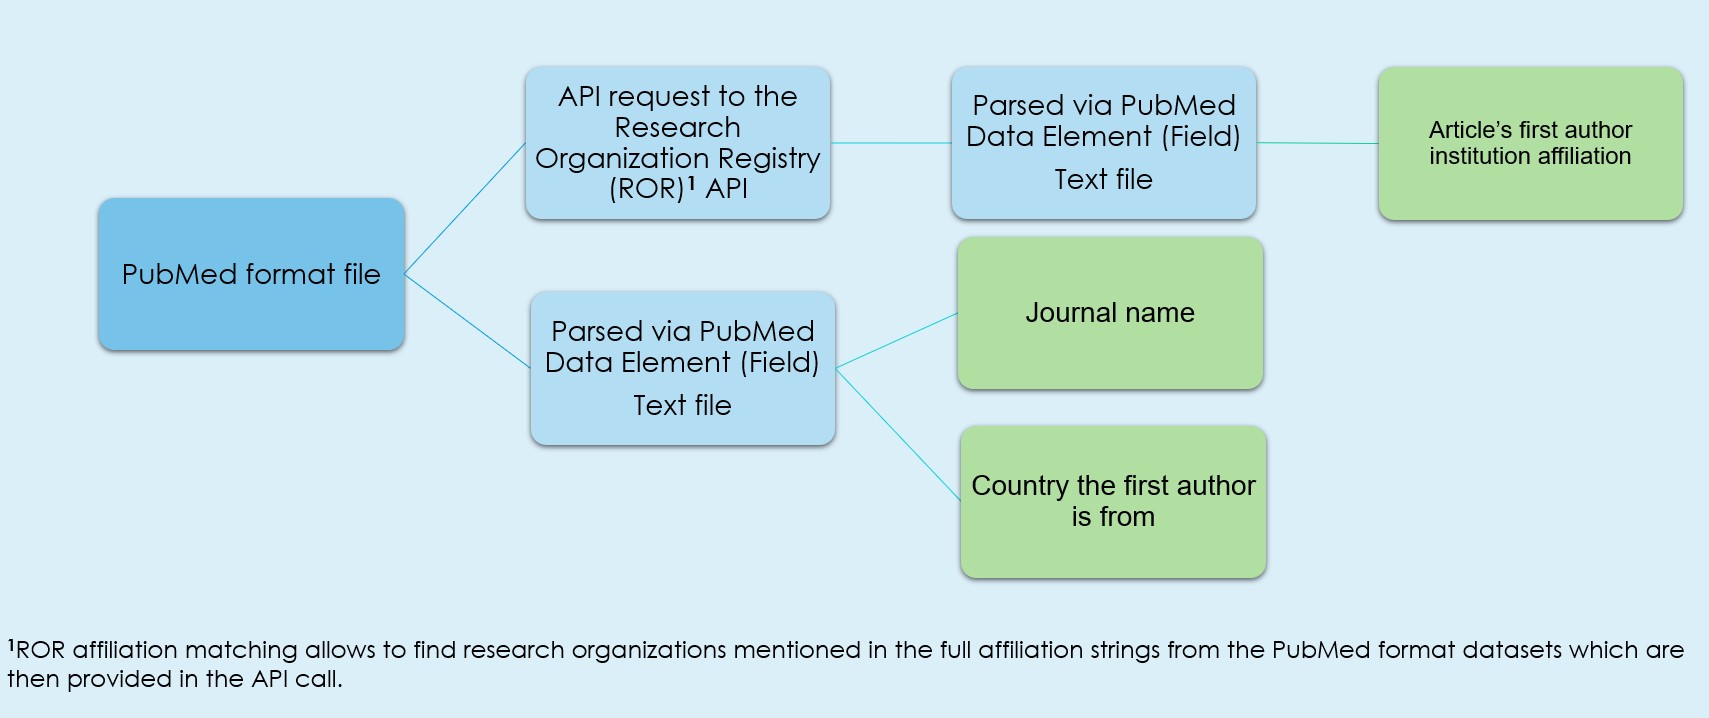 PubMed format file
API request to the
Research
Organization Registry
(ROR)¹ API
Parsed via PubMed
Data Element (Field)
Text file
Article's first author
institution affiliation
Parsed via PubMed
Data Element (Field)
Text file
Journal name
Country the first author
is from
¹ROR affiliation matching allows to find research organizations mentioned in the full affiliation strings from the PubMed format datasets which are
then provided in the API call.